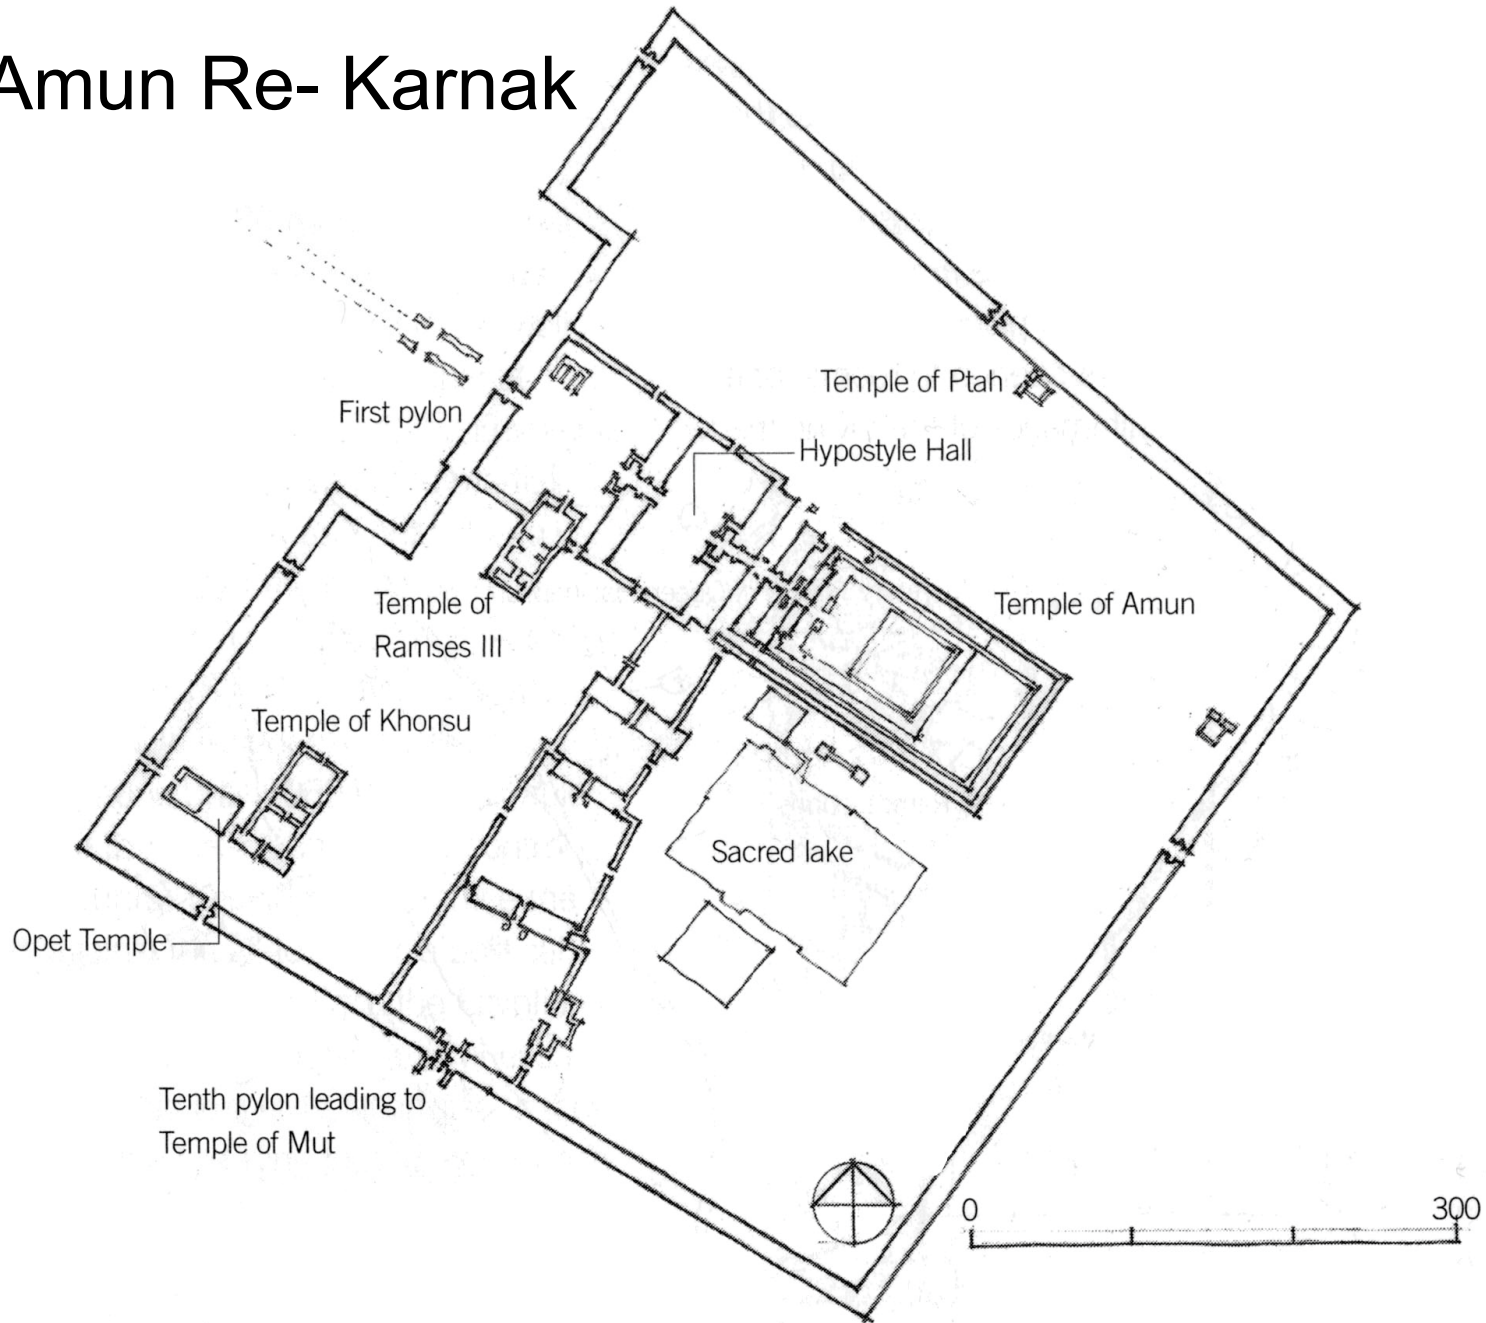 Amun Re- Karnak
First pylon
Temple of Ptah
Hypostyle Hall
Temple of Amun
Temple of
Ramses III
Temple of Khonsu
Sacred lake
Opet Temple
Tenth pylon leading to
Temple of Mut
0
300